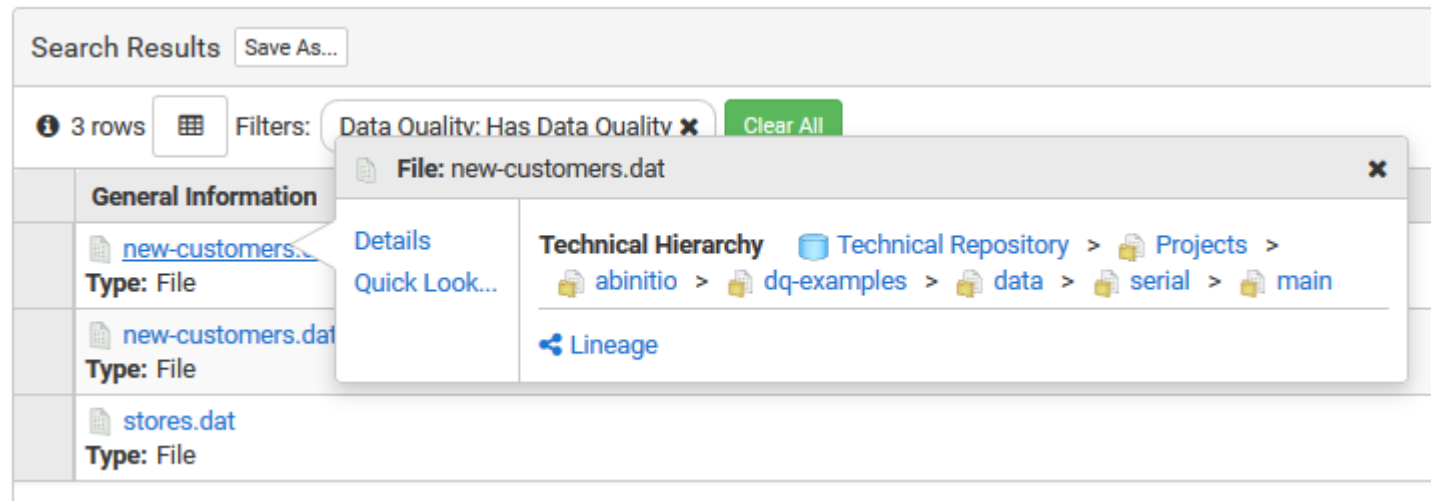 Search Results Save As...
3 rows Filters: Data Quality: Has Data Quality ✖ Clear All
File: new-customers.dat ✖
General Information
new-customers.
Type: File
Details
Quick Look...
Technical Hierarchy Technical Repository > Projects >
abinitio > dq-examples > data > serial > main
Lineage
new-customers.dat
Type: File
stores.dat
Type: File